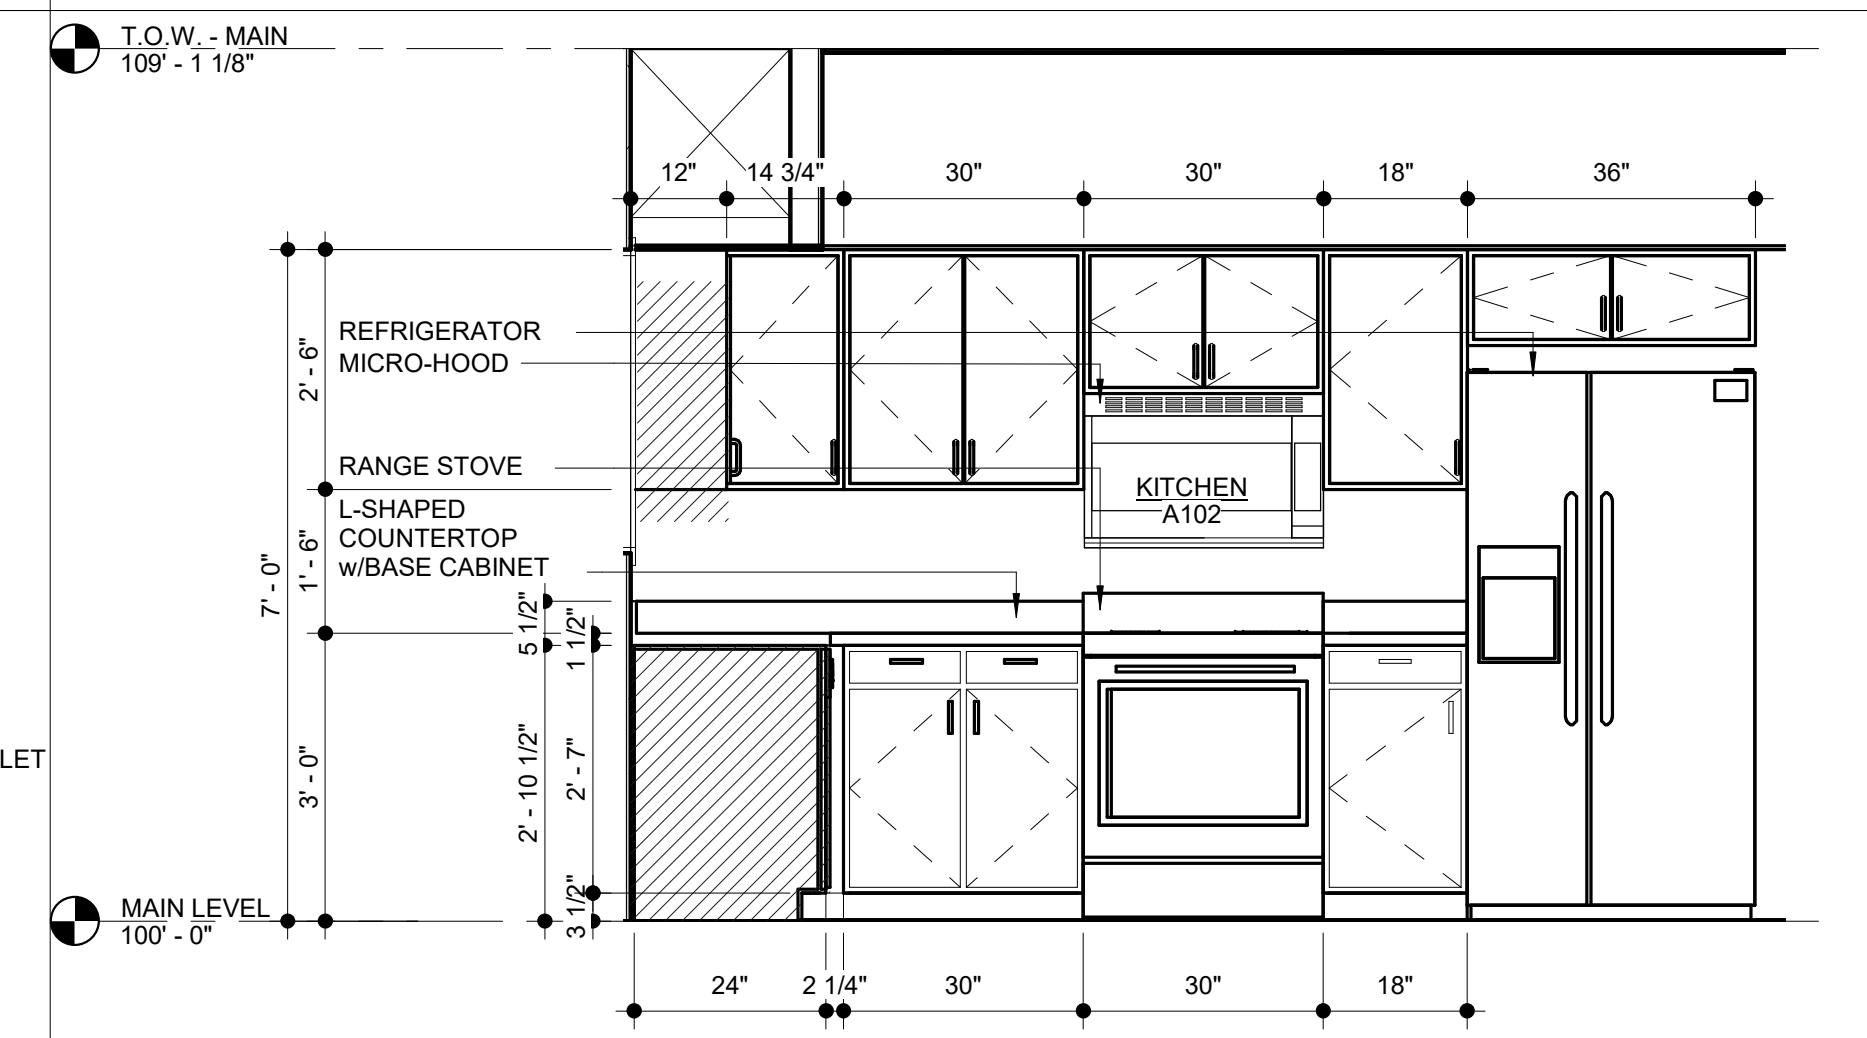 T.O.W. - MAIN
109' - 1 1/8"
12"
14 3/4"
30"
30"
18"
36"
REFRIGERATOR
MICRO-HOOD
2' - 6"
RANGE STOVE
KITCHEN
A102
L-SHAPED
COUNTERTOP
w/BASE CABINET
1' - 6"
7' - 0"
5 1/2"
1 1/2"
LET
3' - 0"
2' - 10 1/2"
2' - 7"
3 1/2"
MAIN LEVEL
100' - 0"
24"
2 1/4"
30"
30"
18"